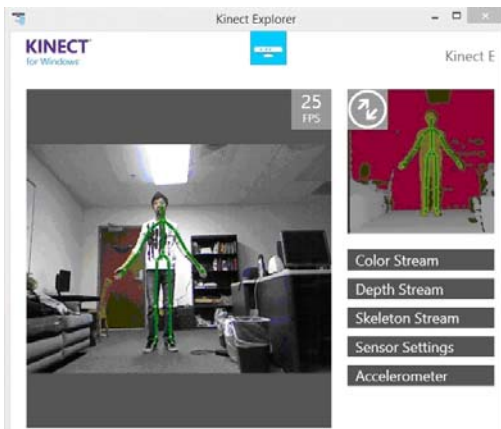 Kinect Explorer
KINECT
for Windows
Kinect E
25
FPS
Color Stream
Depth Stream
Skeleton Stream
Sensor Settings
Accelerometer